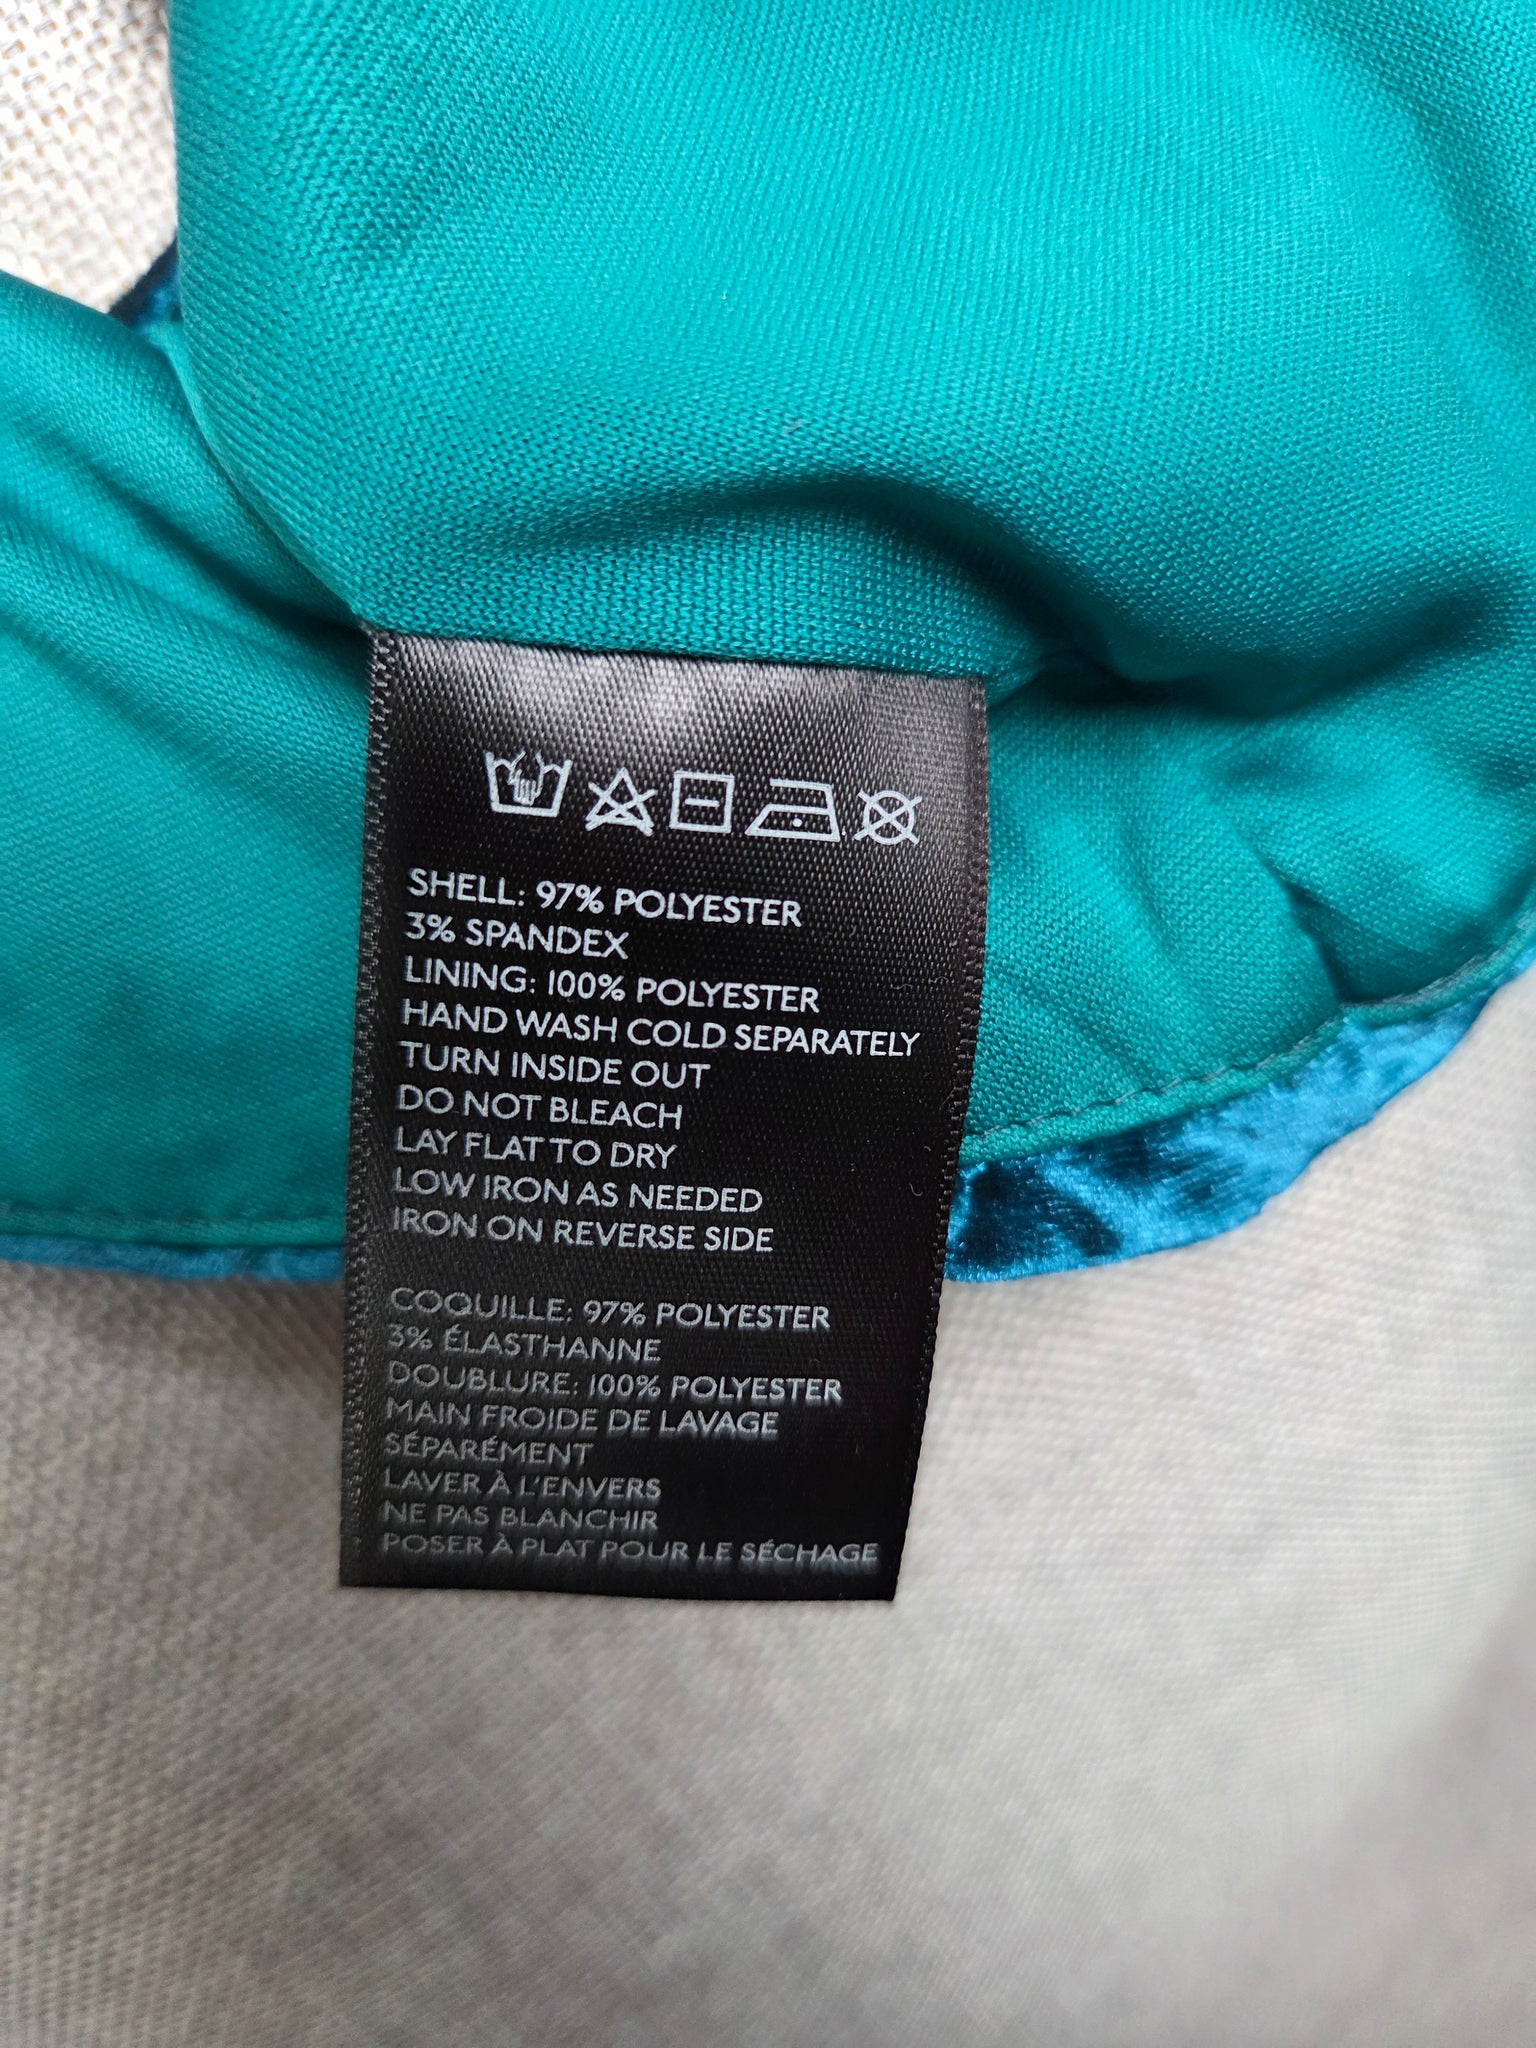 SHELL: 97% POLYESTER
3% SPANDEX
LINING: 100% POLYESTER
HAND WASH COLD SEPARATELY
TURN INSIDE OUT
DO NOT BLEACH
LAY FLAT TO DRY
LOW IRON AS NEEDED
IRON ON REVERSE SIDE
COQUILLE: 97% POLYESTER
3% ÉLASTHANNE
DOUBLURE: 100% POLYESTER
MAIN FROIDE DE LAVAGE
SÉPARÉMENT
LAVER À L'ENVERS
NE PAS BLANCHIR
POSER À PLAT POUR LE SÉCHAGE